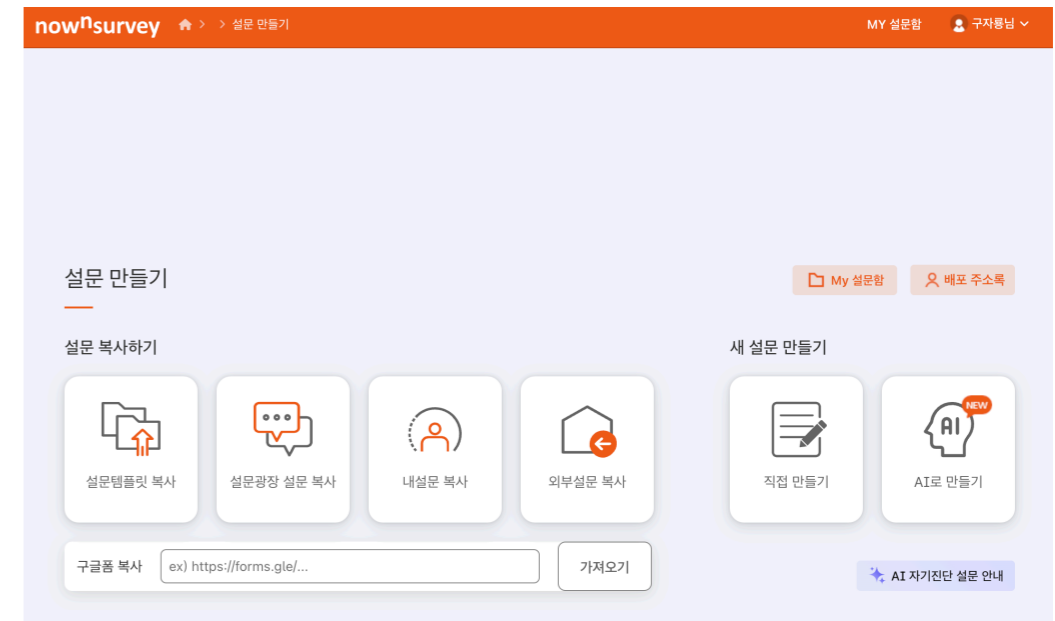 nownsurvey > > 설문 만들기 MY 설문함 구자룡님
설문 만들기 My 설문함 배포 주소록
설문 복사하기 새 설문 만들기
NEW
AI
설문템플릿 복사 설문광장 설문 복사 내설문 복사 외부설문 복사 직접 만들기 AI로 만들기
구글폼 복사 ex) https://forms.gle/... 가져오기
AI 자기진단 설문 안내